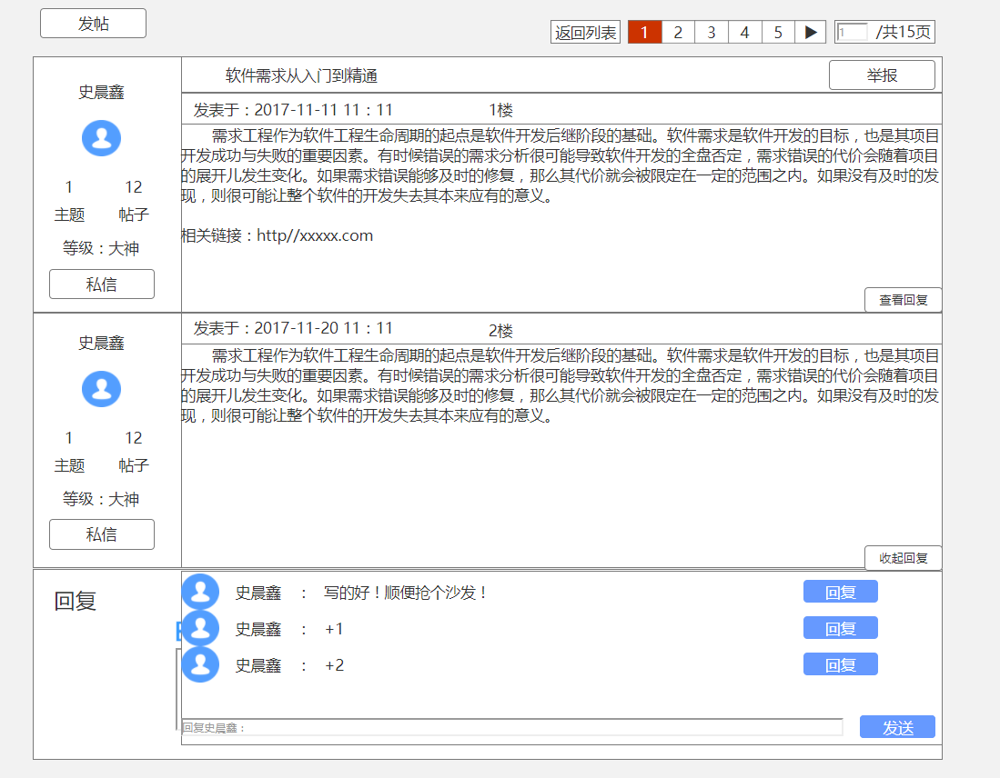 发帖
返回列表 1 2 3 4 5 ▶ 1 /共15页
软件需求从入门到精通 举报
史晨鑫
发表于：2017-11-11 11：11 1楼
需求工程作为软件工程生命周期的起点是软件开发后继阶段的基础。软件需求是软件开发的目标，也是其项目
开发成功与失败的重要因素。有时候错误的需求分析很可能导致软件开发的全盘否定，需求错误的代价会随着项目
的展开儿发生变化。如果需求错误能够及时的修复，那么其代价就会被限定在一定的范围之内。如果没有及时的发
现，则很可能让整个软件的开发失去其本来应有的意义。
相关链接：http//xxxxx.com
1 12
主题 帖子
等级：大神
私信
查看回复
史晨鑫
发表于：2017-11-20 11：11 2楼
需求工程作为软件工程生命周期的起点是软件开发后继阶段的基础。软件需求是软件开发的目标，也是其项目
开发成功与失败的重要因素。有时候错误的需求分析很可能导致软件开发的全盘否定，需求错误的代价会随着项目
的展开儿发生变化。如果需求错误能够及时的修复，那么其代价就会被限定在一定的范围之内。如果没有及时的发
现，则很可能让整个软件的开发失去其本来应有的意义。
1 12
主题 帖子
等级：大神
私信
收起回复
回复
史晨鑫 ： 写的好！顺便抢个沙发！ 回复
史晨鑫 ： +1 回复
史晨鑫 ： +2 回复
回复史晨鑫： 发送